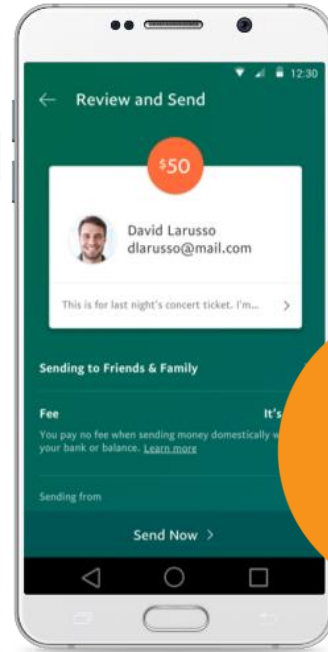 12:30
Review and Send
$50
David Larusso
dlarusso@mail.com
This is for last night's concert ticket. I'm...
Sending to Friends & Family
Fee It's
You pay no fee when sending money domestically
your bank or balance. Learn more
Sending from
Send Now